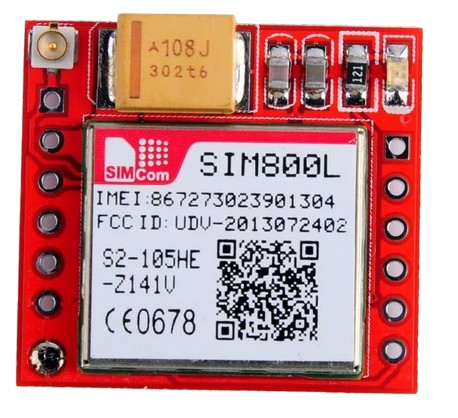 A108J
302t6
121
SIMCom
SIM800L
IMEI:867273023901304
FCC ID: UDV-2013072402
S2-105HE
-Z141V
CE0678